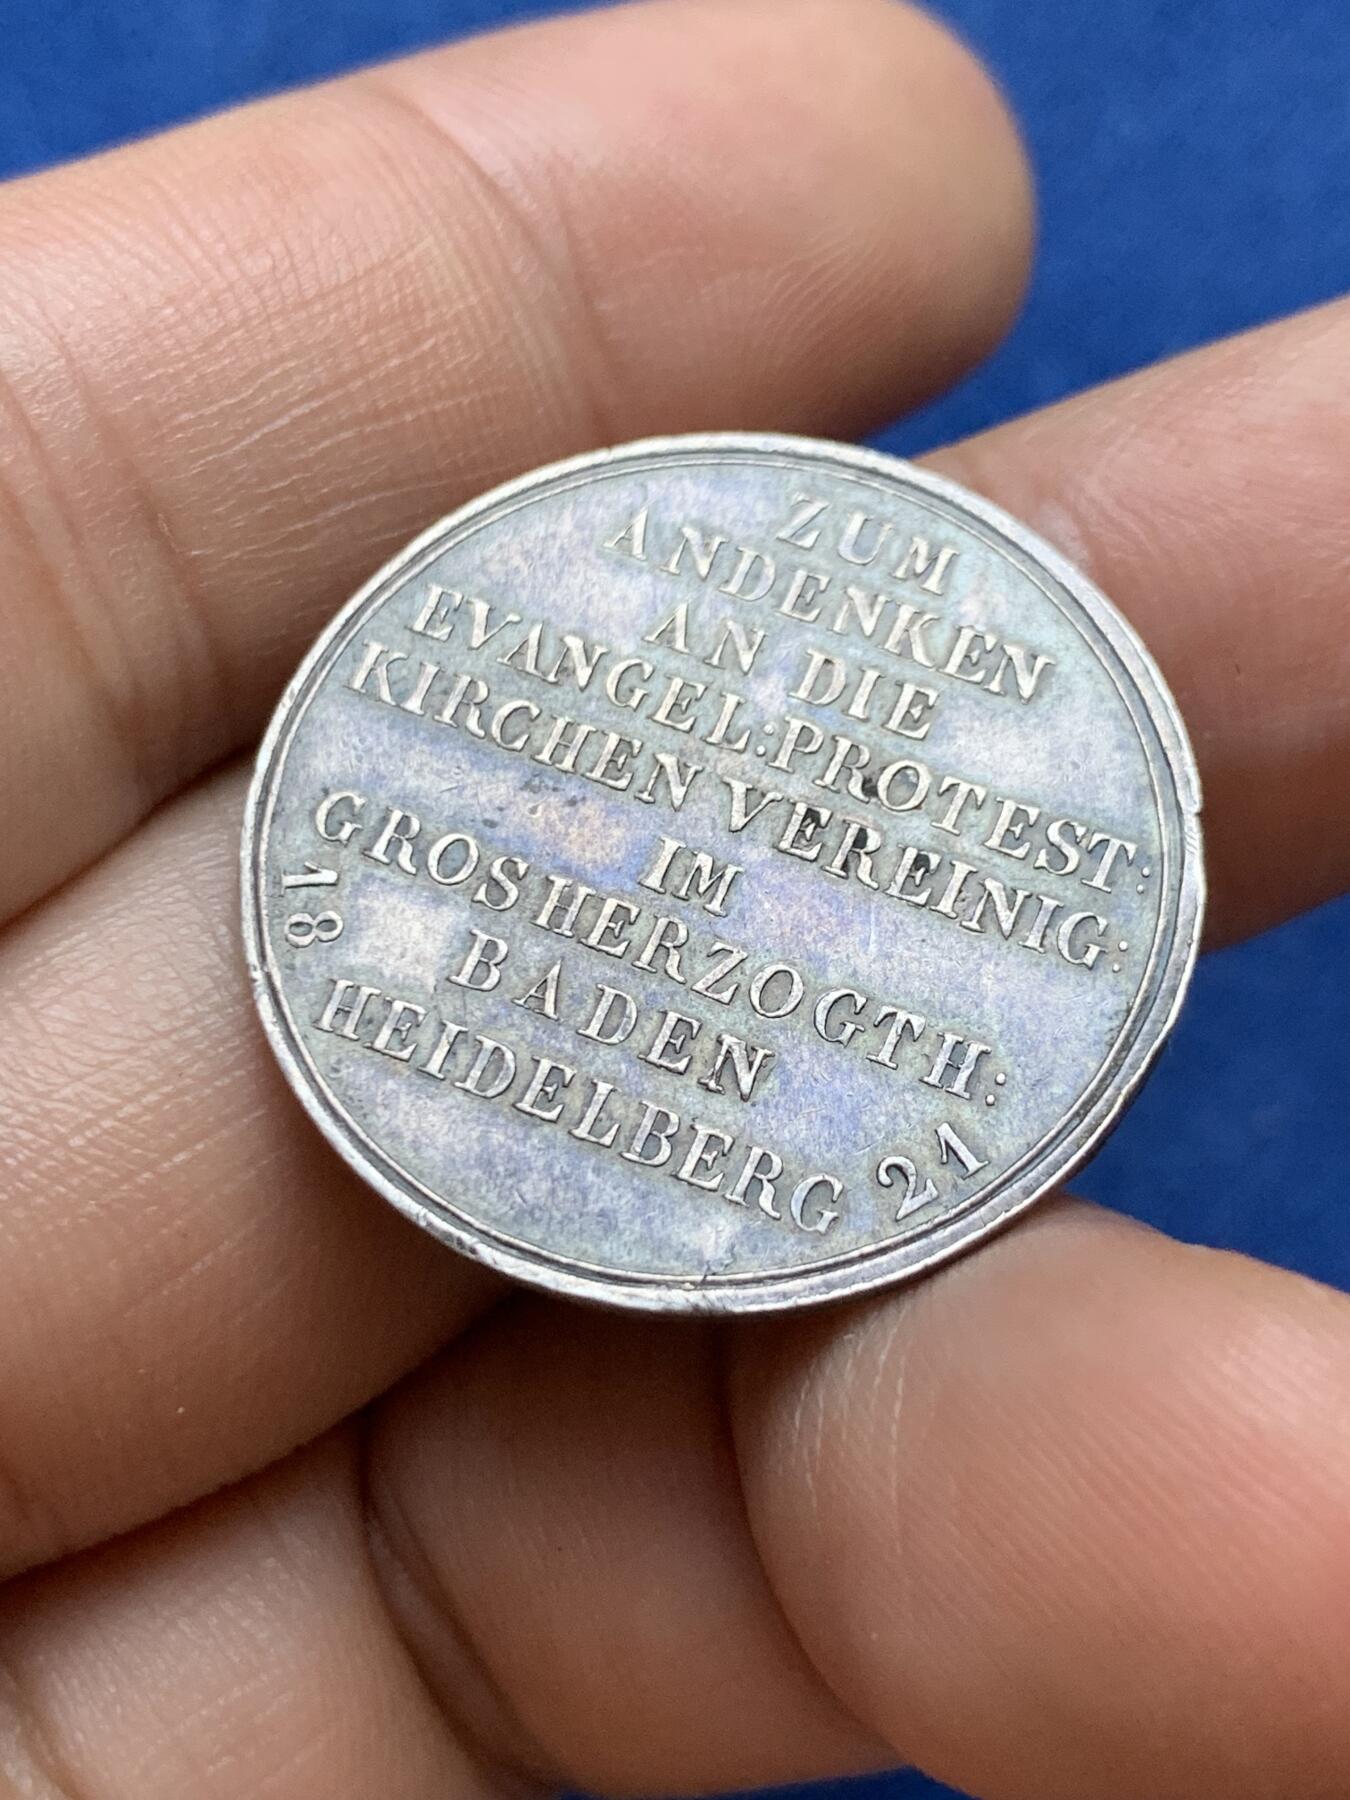 ZUM
ANDENKEN
AN DIE
EVANGEL:PROTEST:
KIRCHEN VEREINIG:
IM
GROSHERZOGTH:
BADEN
HEIDELBERG
18 21